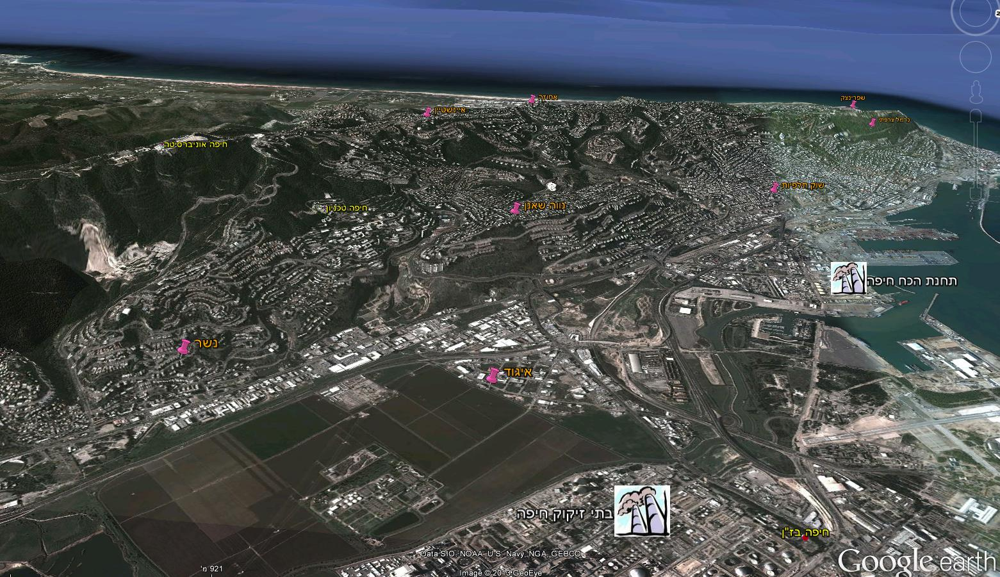 אחוזה
שפרינצק
איינשטיין
כרמל צרפתי
חיפה אוניברסיטה
שוק תלפיות
נווה שאנן
חיפה טכניון
תחנת הכח חיפה
נשר
איגוד
בתי זיקוק חיפה
חיפה בז"ן
Data SIO, NOAA, U.S. Navy, NGA, GEBCO
921 מ'
Image © 2013 GeoEye
Google earth